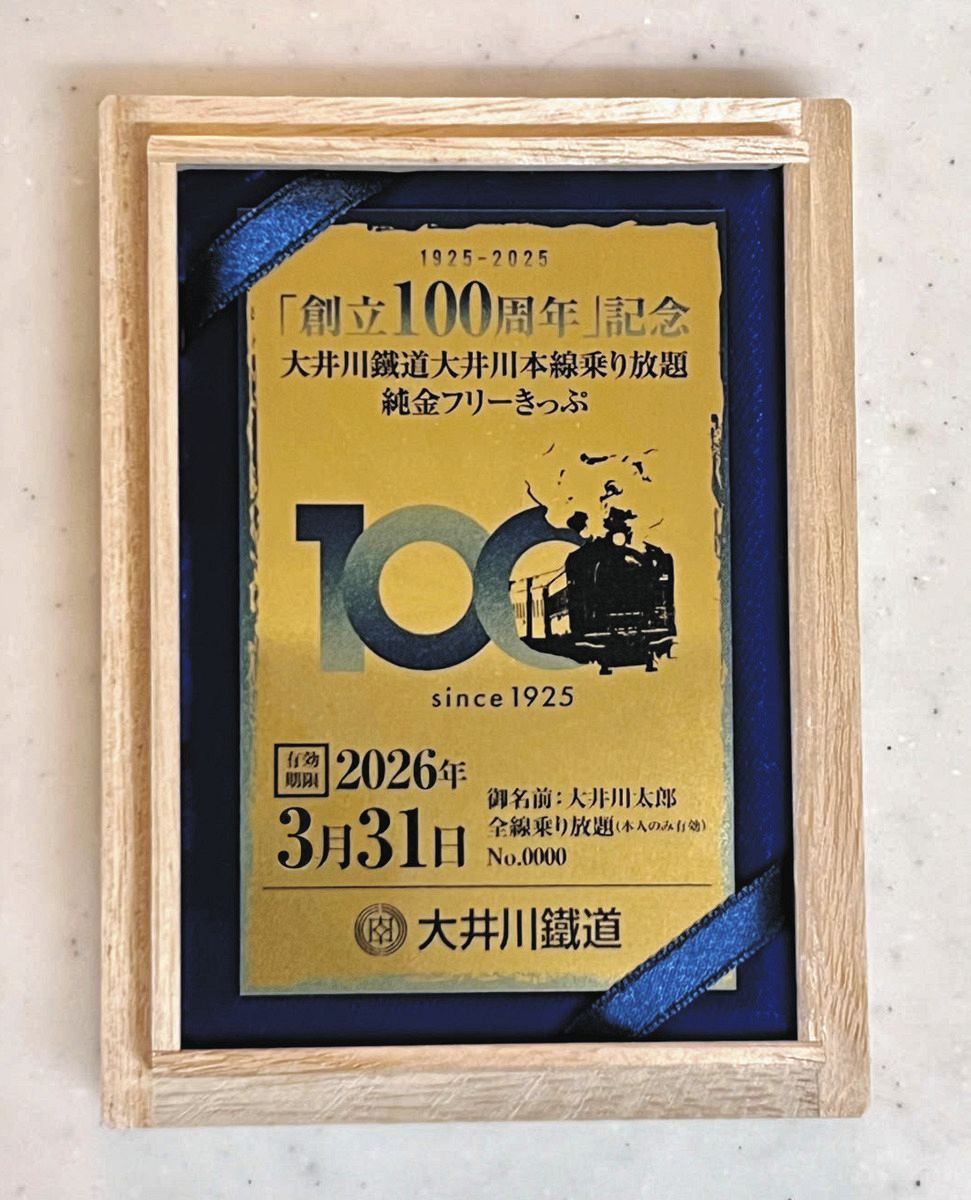 1925-2025
「創立100周年」記念
大井川鐵道大井川本線乗り放題
純金フリーきっぷ
100
since 1925
有効期限
2026年
3月31日
御名前：大井川太郎
全線乗り放題(本人のみ有効)
No.0000
大井川鐵道